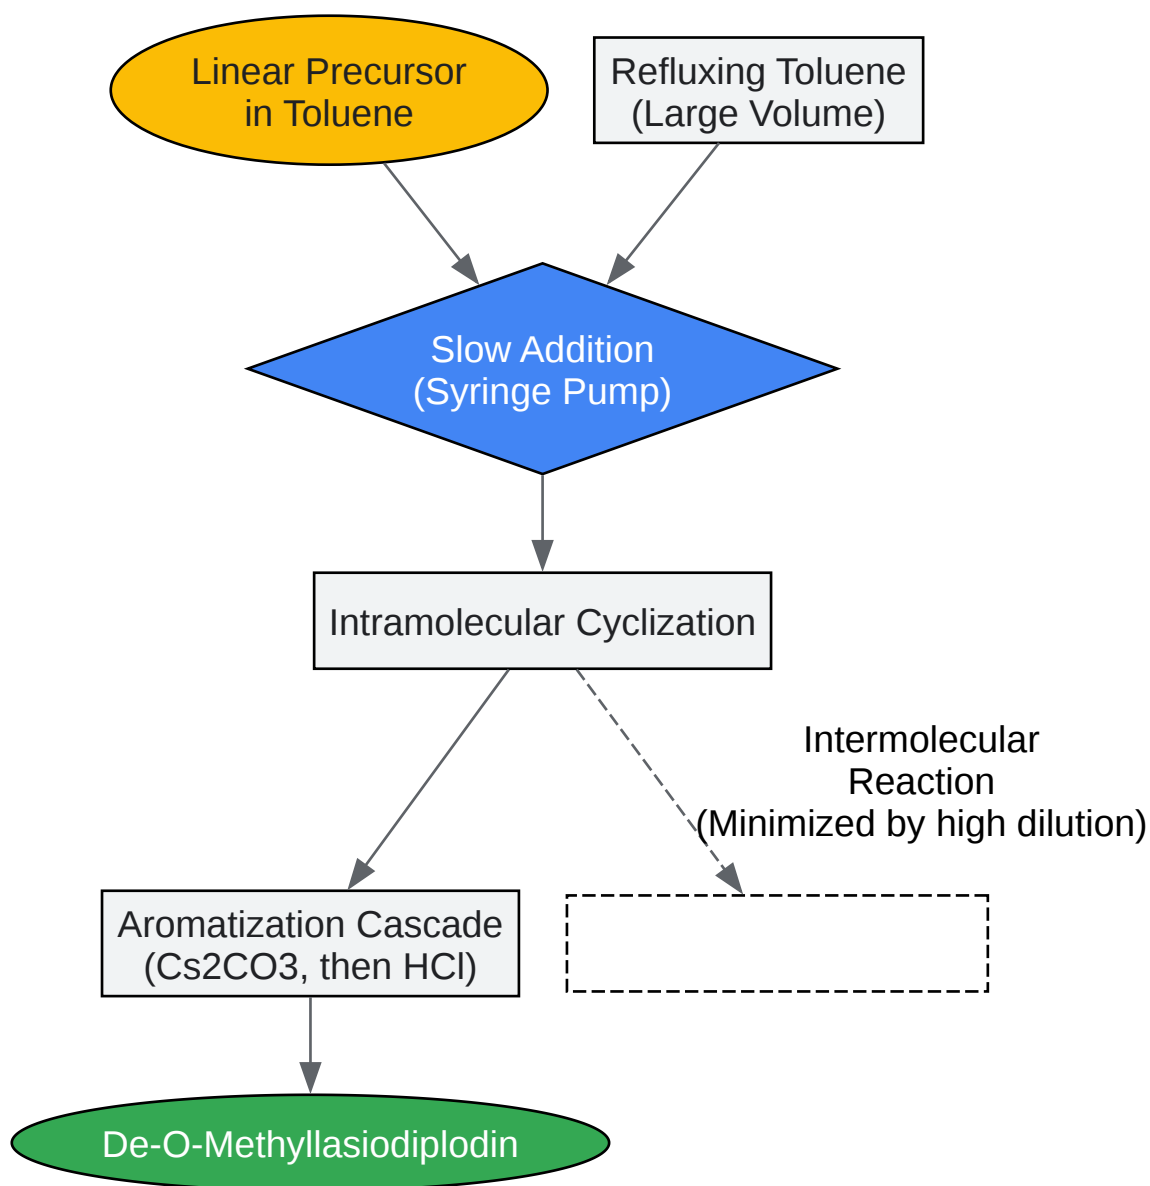 Linear Precursor
in Toluene
Refluxing Toluene
(Large Volume)
Slow Addition
(Syringe Pump)
Intramolecular Cyclization
Intermolecular
Reaction
(Minimized by high dilution)
Aromatization Cascade
(Cs2CO3, then HCl)
De-O-Methyllasiodiplodin